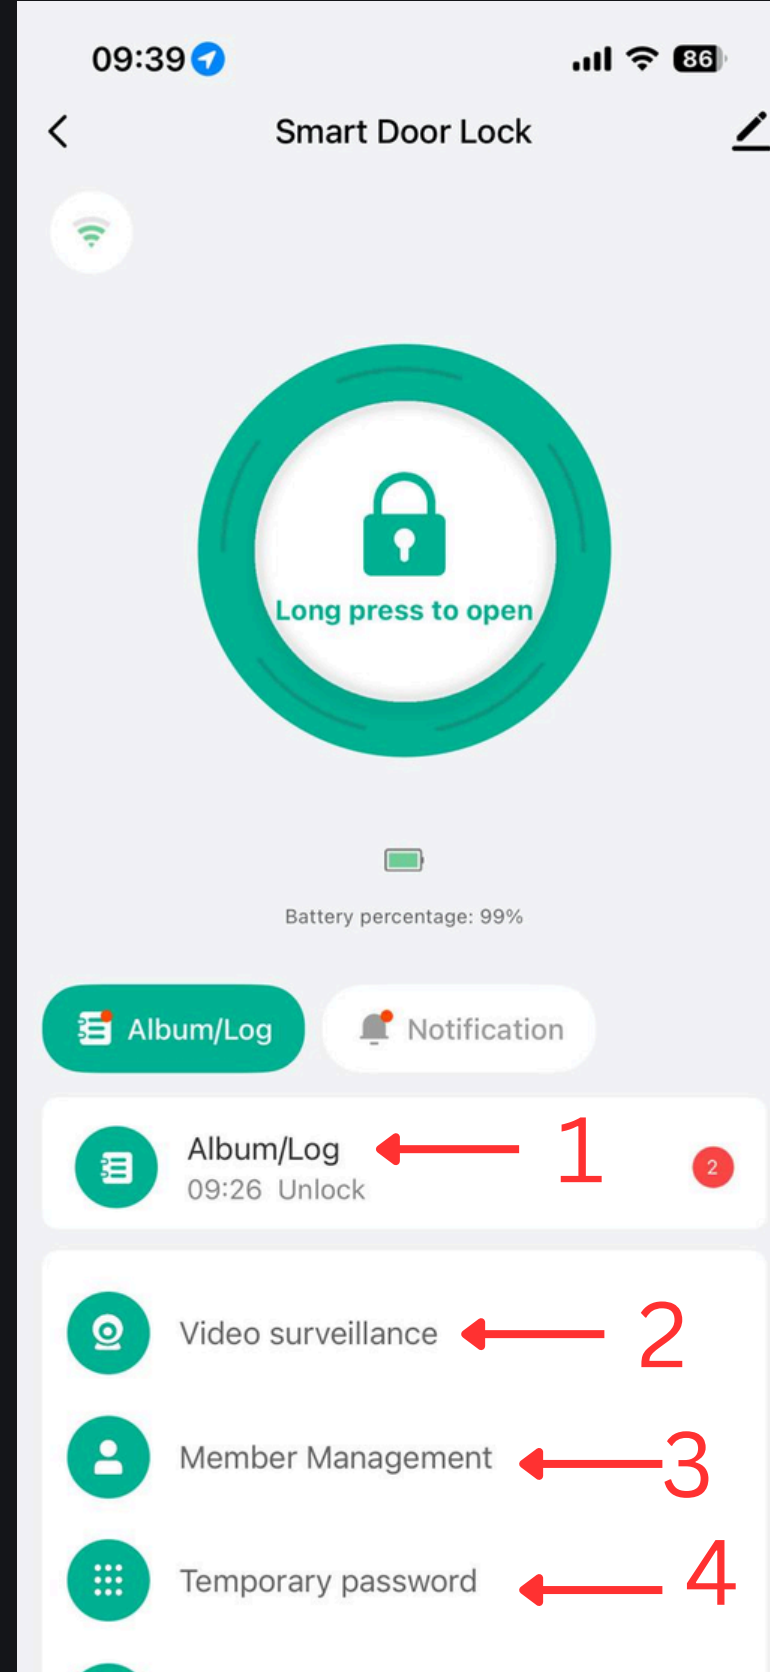 09:39
86
Smart Door Lock
Long press to open
Battery percentage: 99%
Album/Log
Notification
Album/Log
1
2
09:26 Unlock
Video surveillance
2
Member Management
3
Temporary password
4